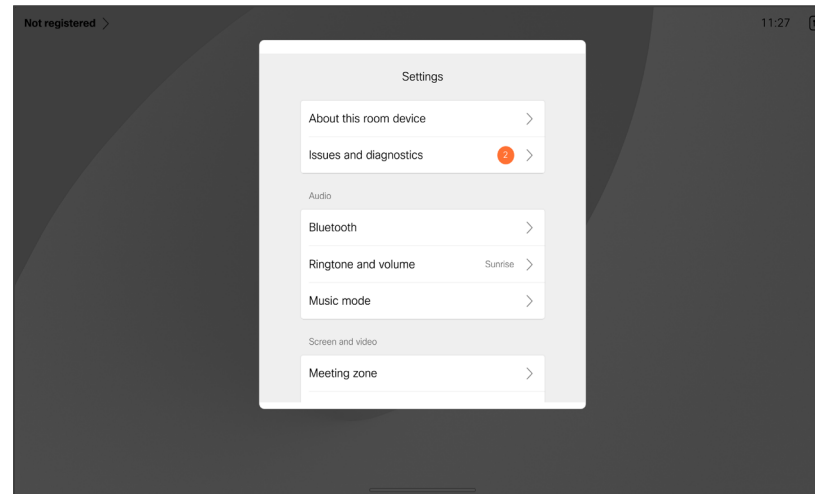 Not registered
11:27
Settings
About this room device
Issues and diagnostics 2
Audio
Bluetooth
Ringtone and volume Sunrise
Music mode
Screen and video
Meeting zone